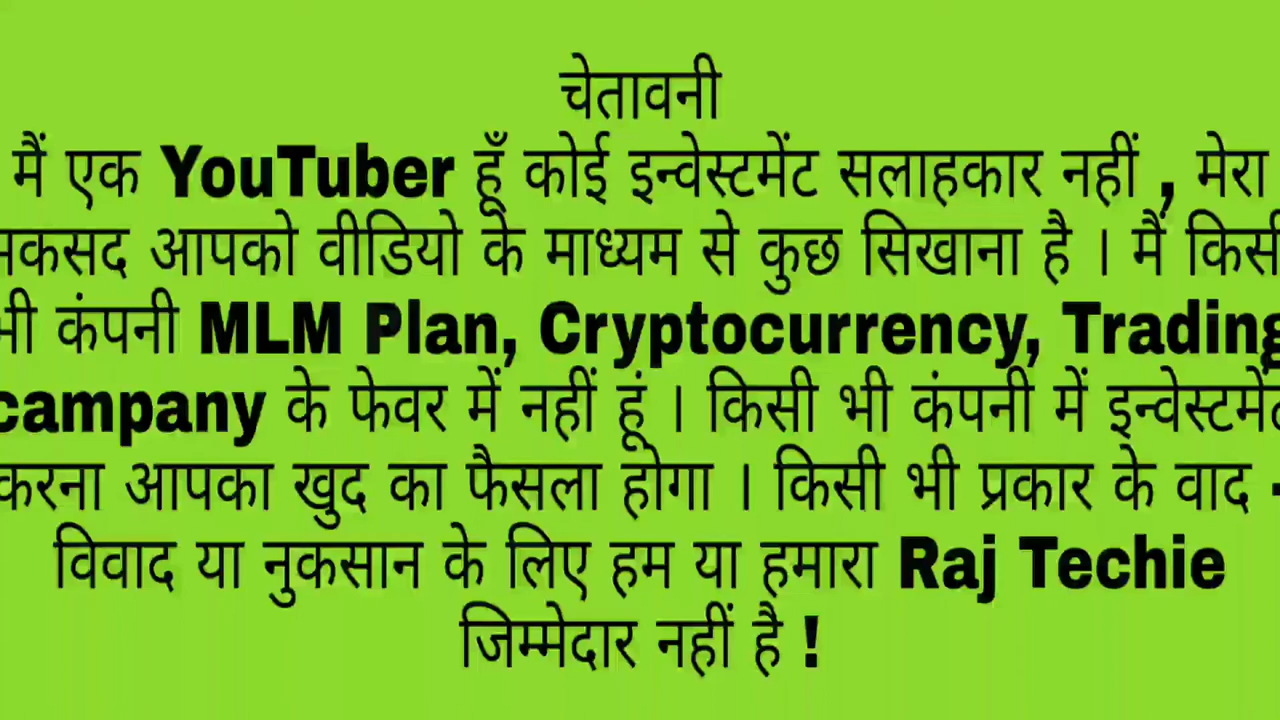 चेतावनी
मैं एक YouTuber हूँ कोई इन्वेस्टमेंट सलाहकार नहीं , मेरा
मकसद आपको वीडियो के माध्यम से कुछ सिखाना है । मैं किसी
भी कंपनी MLM Plan, Cryptocurrency, Trading
campany के फेवर में नहीं हूं । किसी भी कंपनी में इन्वेस्टमेंट
करना आपका खुद का फैसला होगा । किसी भी प्रकार के वाद -
विवाद या नुकसान के लिए हम या हमारा Raj Techie
जिम्मेदार नहीं है !